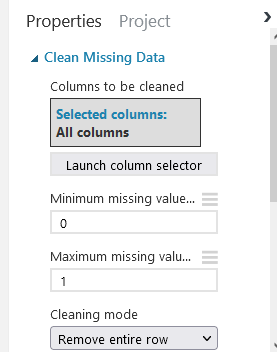 Properties Project
Clean Missing Data
Columns to be cleaned
Selected columns:
All columns
Launch column selector
Minimum missing value...
0
Maximum missing valu...
1
Cleaning mode
Remove entire row